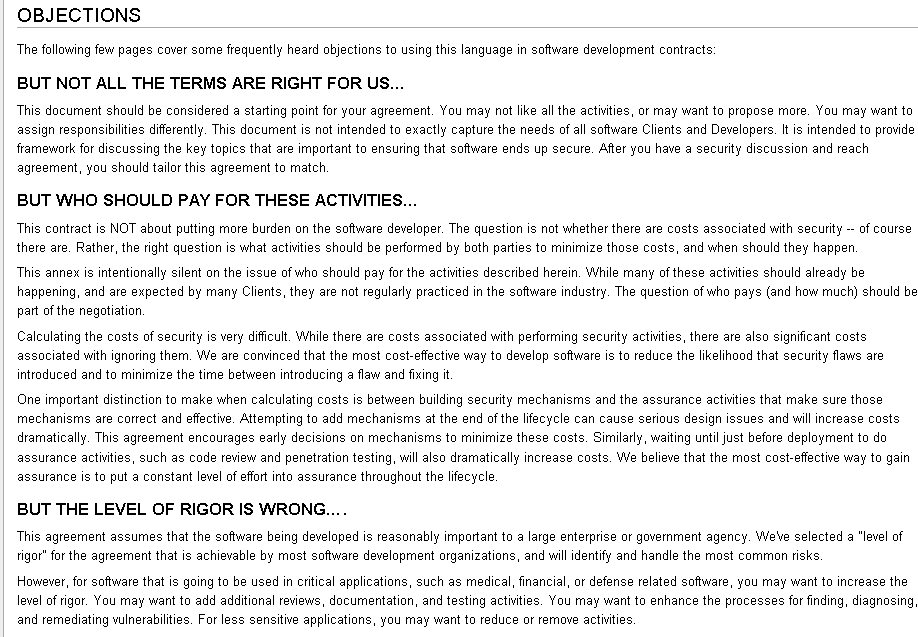 OBJECTIONS
The following few pages cover some frequently heard objections to using this language in software development contracts:
BUT NOT ALL THE TERMS ARE RIGHT FOR US...
This document should be considered a starting point for your agreement. You may not like all the activities, or may want to propose more. You may want to
assign responsibilities differently. This document is not intended to exactly capture the needs of all software Clients and Developers. It is intended to provide
framework for discussing the key topics that are important to ensuring that software ends up secure. After you have a security discussion and reach
agreement, you should tailor this agreement to match.
BUT WHO SHOULD PAY FOR THESE ACTIVITIES...
This contract is NOT about putting more burden on the software developer. The question is not whether there are costs associated with security -- of course
there are. Rather, the right question is what activities should be performed by both parties to minimize those costs, and when should they happen.
This annex is intentionally silent on the issue of who should pay for the activities described herein. While many of these activities should already be
happening, and are expected by many Clients, they are not regularly practiced in the software industry. The question of who pays (and how much) should be
part of the negotiation.
Calculating the costs of security is very difficult. While there are costs associated with performing security activities, there are also significant costs
associated with ignoring them. We are convinced that the most cost-effective way to develop software is to reduce the likelihood that security flaws are
introduced and to minimize the time between introducing a flaw and fixing it.
One important distinction to make when calculating costs is between building security mechanisms and the assurance activities that make sure those
mechanisms are correct and effective. Attempting to add mechanisms at the end of the lifecycle can cause serious design issues and will increase costs
dramatically. This agreement encourages early decisions on mechanisms to minimize these costs. Similarly, waiting until just before deployment to do
assurance activities, such as code review and penetration testing, will also dramatically increase costs. We believe that the most cost-effective way to gain
assurance is to put a constant level of effort into assurance throughout the lifecycle.
BUT THE LEVEL OF RIGOR IS WRONG....
This agreement assumes that the software being developed is reasonably important to a large enterprise or government agency. We've selected a "level of
rigor" for the agreement that is achievable by most software development organizations, and will identify and handle the most common risks.
However, for software that is going to be used in critical applications, such as medical, financial, or defense related software, you may want to increase the
level of rigor. You may want to add additional reviews, documentation, and testing activities. You may want to enhance the processes for finding, diagnosing,
and remediating vulnerabilities. For less sensitive applications, you may want to reduce or remove activities.